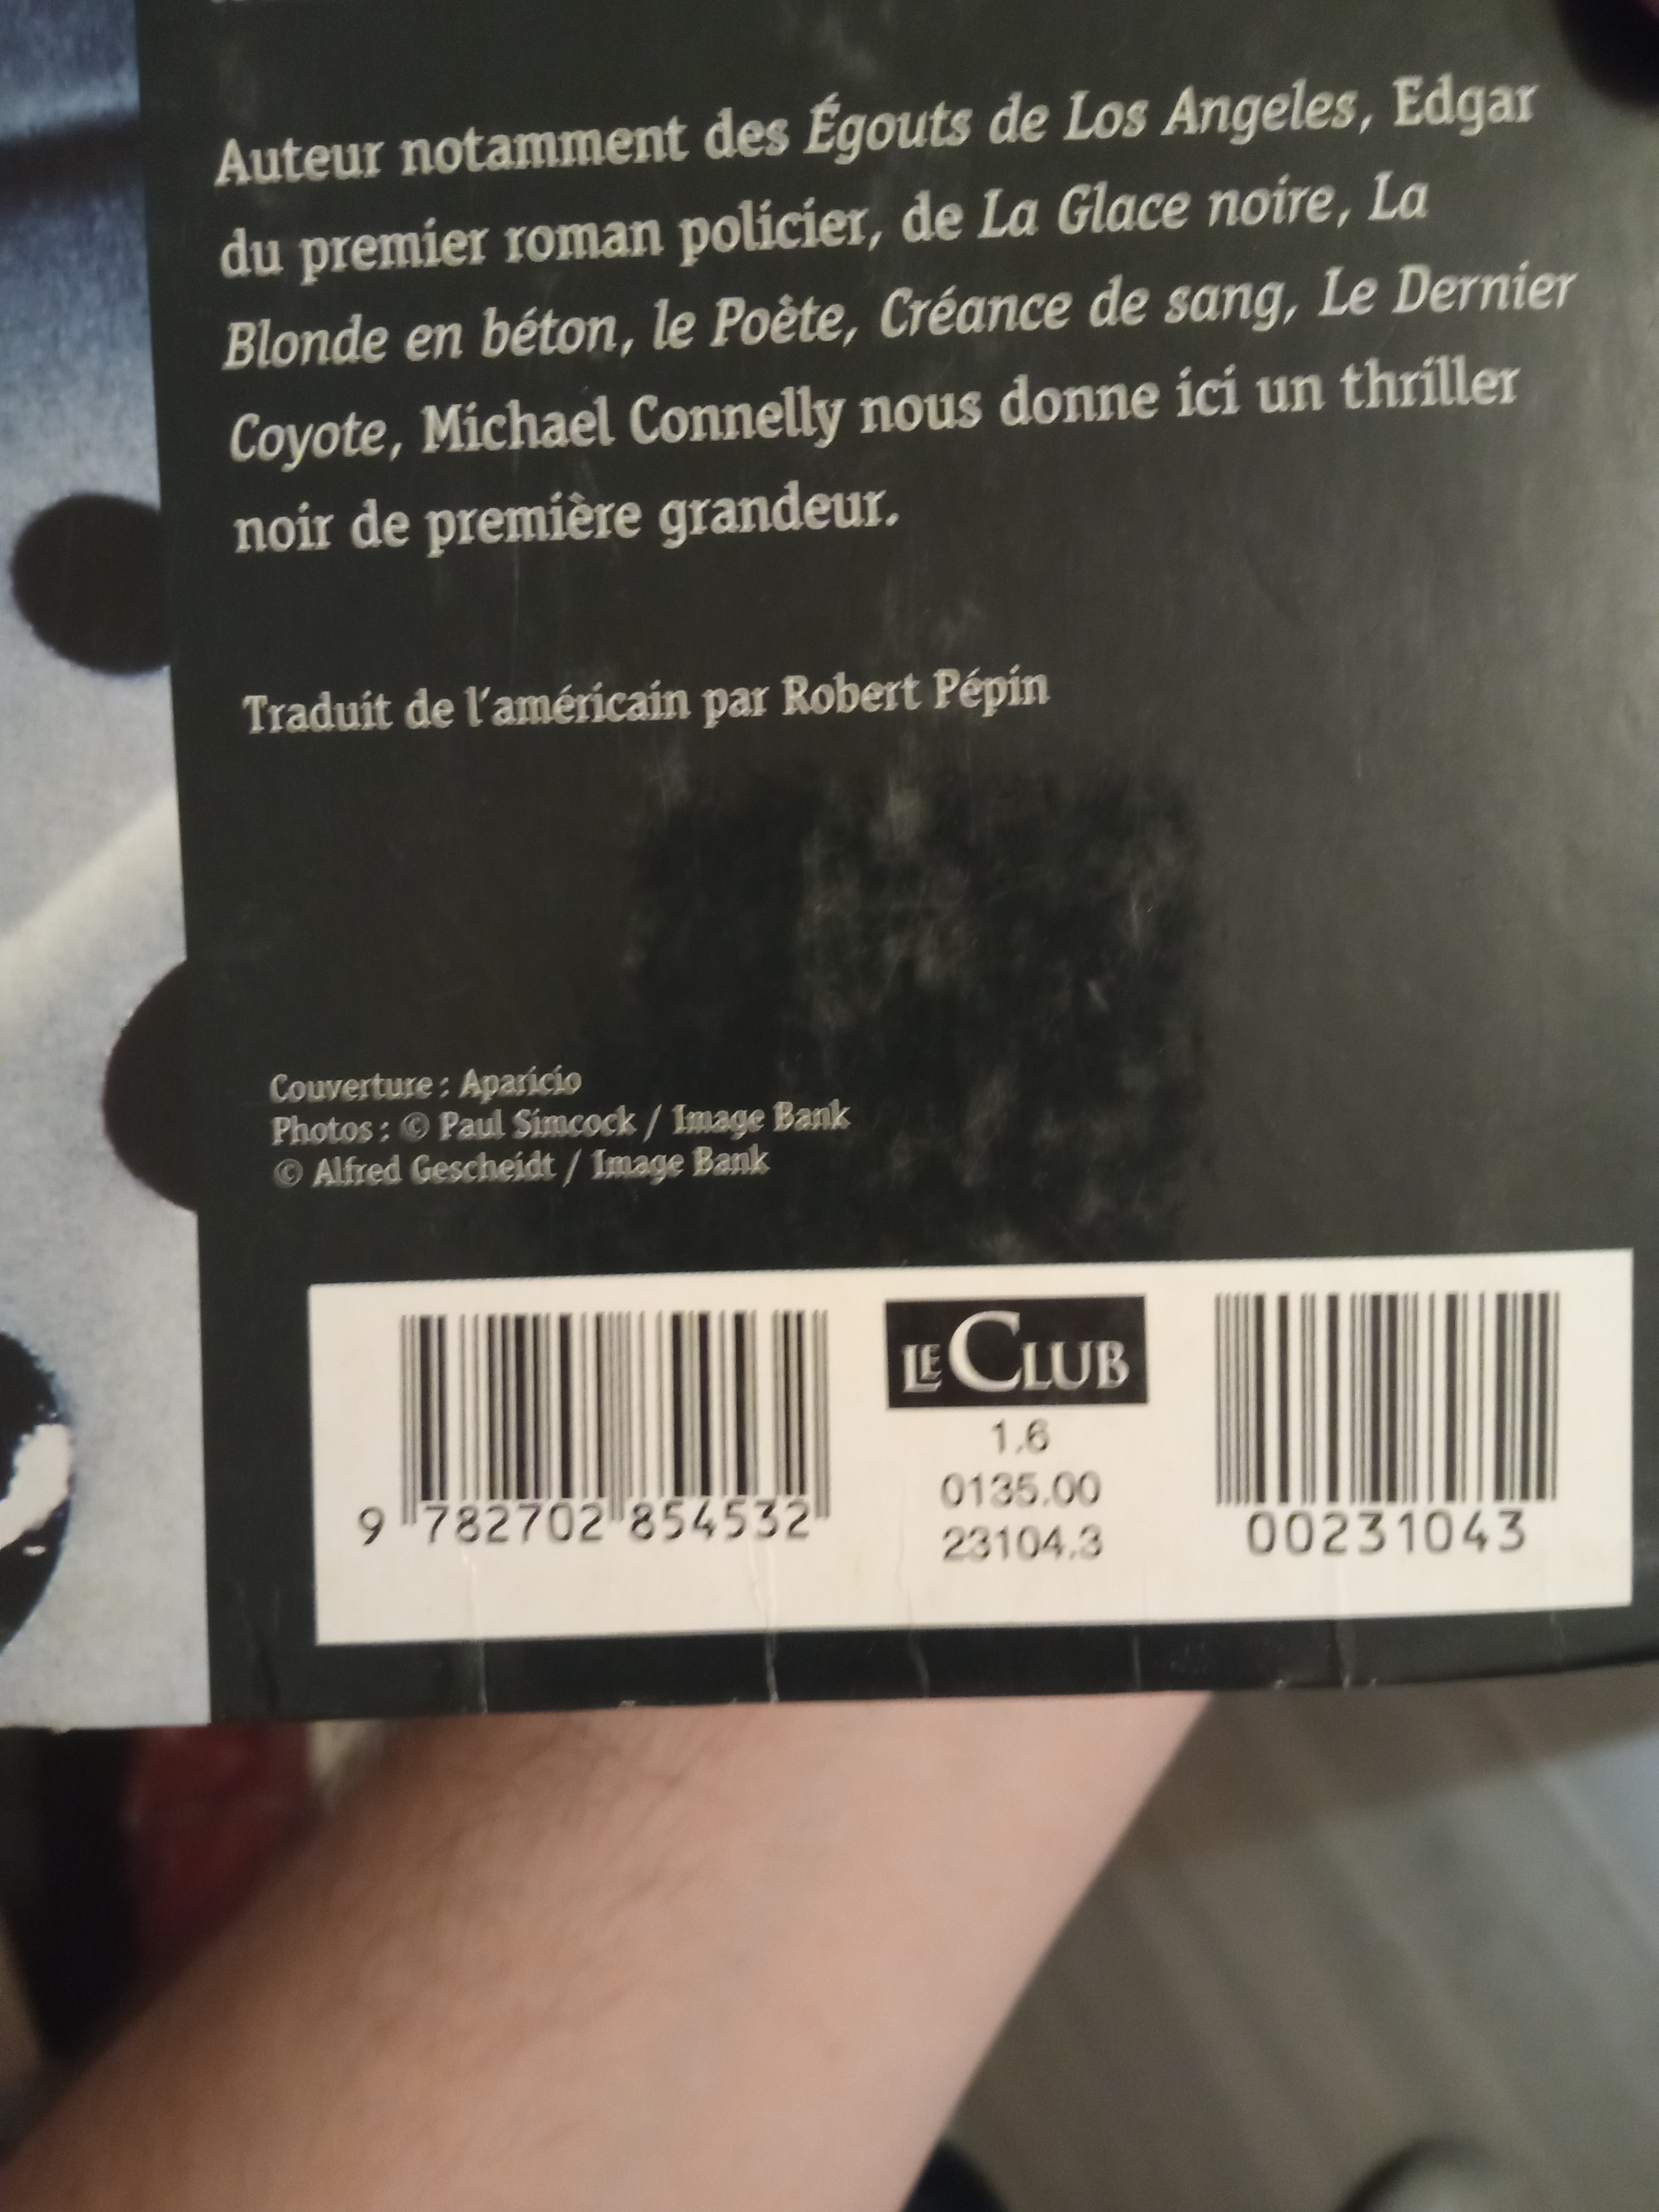 Auteur notamment des Égouts de Los Angeles, Edgar
du premier roman policier, de La Glace noire, La
Blonde en béton, le Poète, Créance de sang, Le Dernier
Coyote, Michael Connelly nous donne ici un thriller
noir de première grandeur.
Traduit de l'américain par Robert Pépin
Couverture : Aparicio
Photos : © Paul Simcock / Image Bank
© Alfred Gescheidt / Image Bank
9 782702 854532
LE CLUB
1.6
0135.00
23104.3
00231043